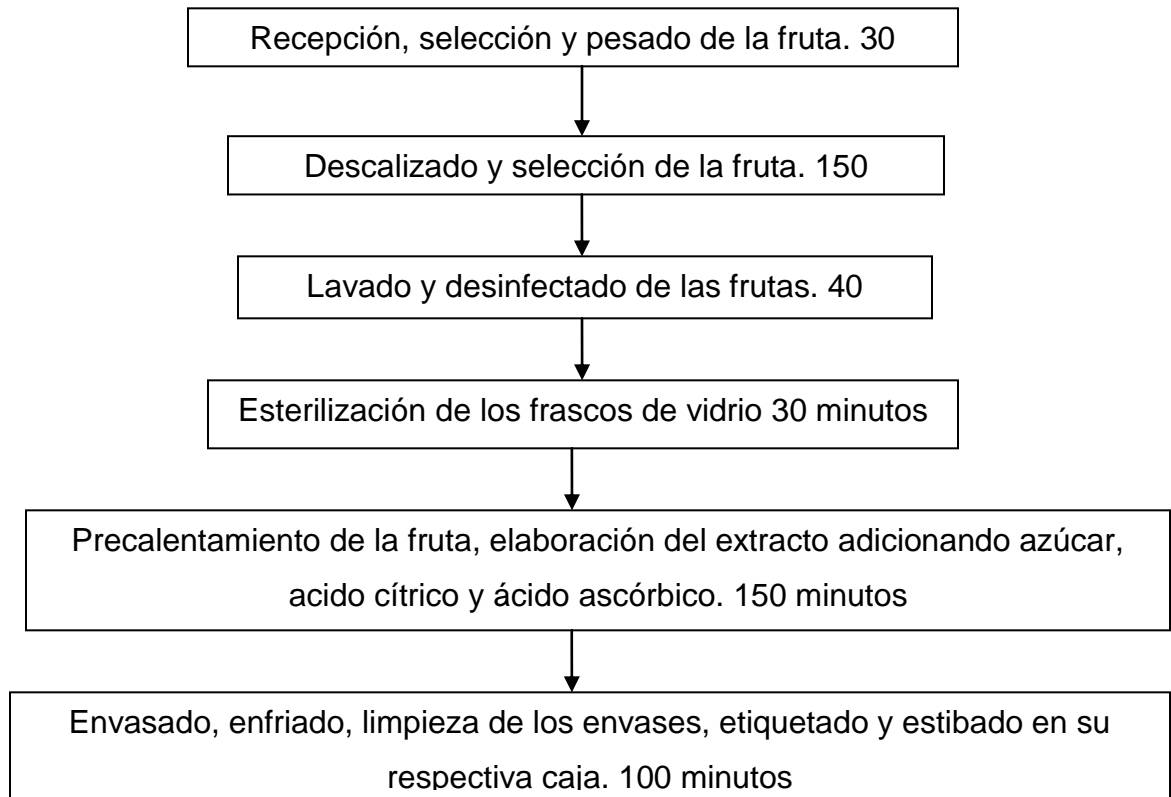 Recepción, selección y pesado de la fruta. 30
Descalizado y selección de la fruta. 150
Lavado y desinfectado de las frutas. 40
Esterilización de los frascos de vidrio 30 minutos
Precalentamiento de la fruta, elaboración del extracto adicionando azúcar,
acido cítrico y ácido ascórbico. 150 minutos
Envasado, enfriado, limpieza de los envases, etiquetado y estibado en su
respectiva caja. 100 minutos